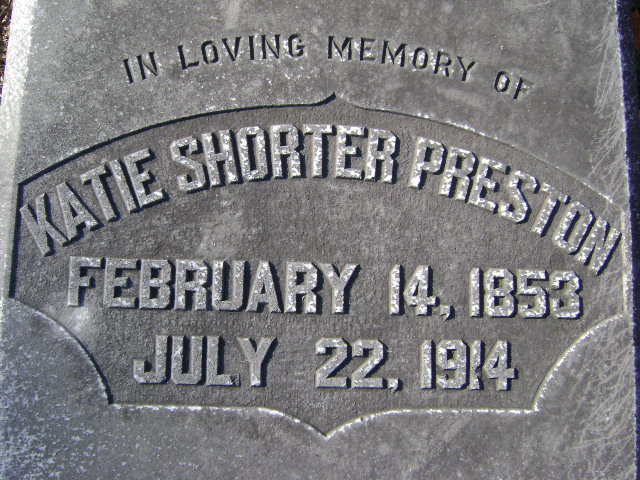 IN LOVING MEMORY OF
KATIE SHORTER PRESTON
FEBRUARY 14, 1853
JULY 22, 1914